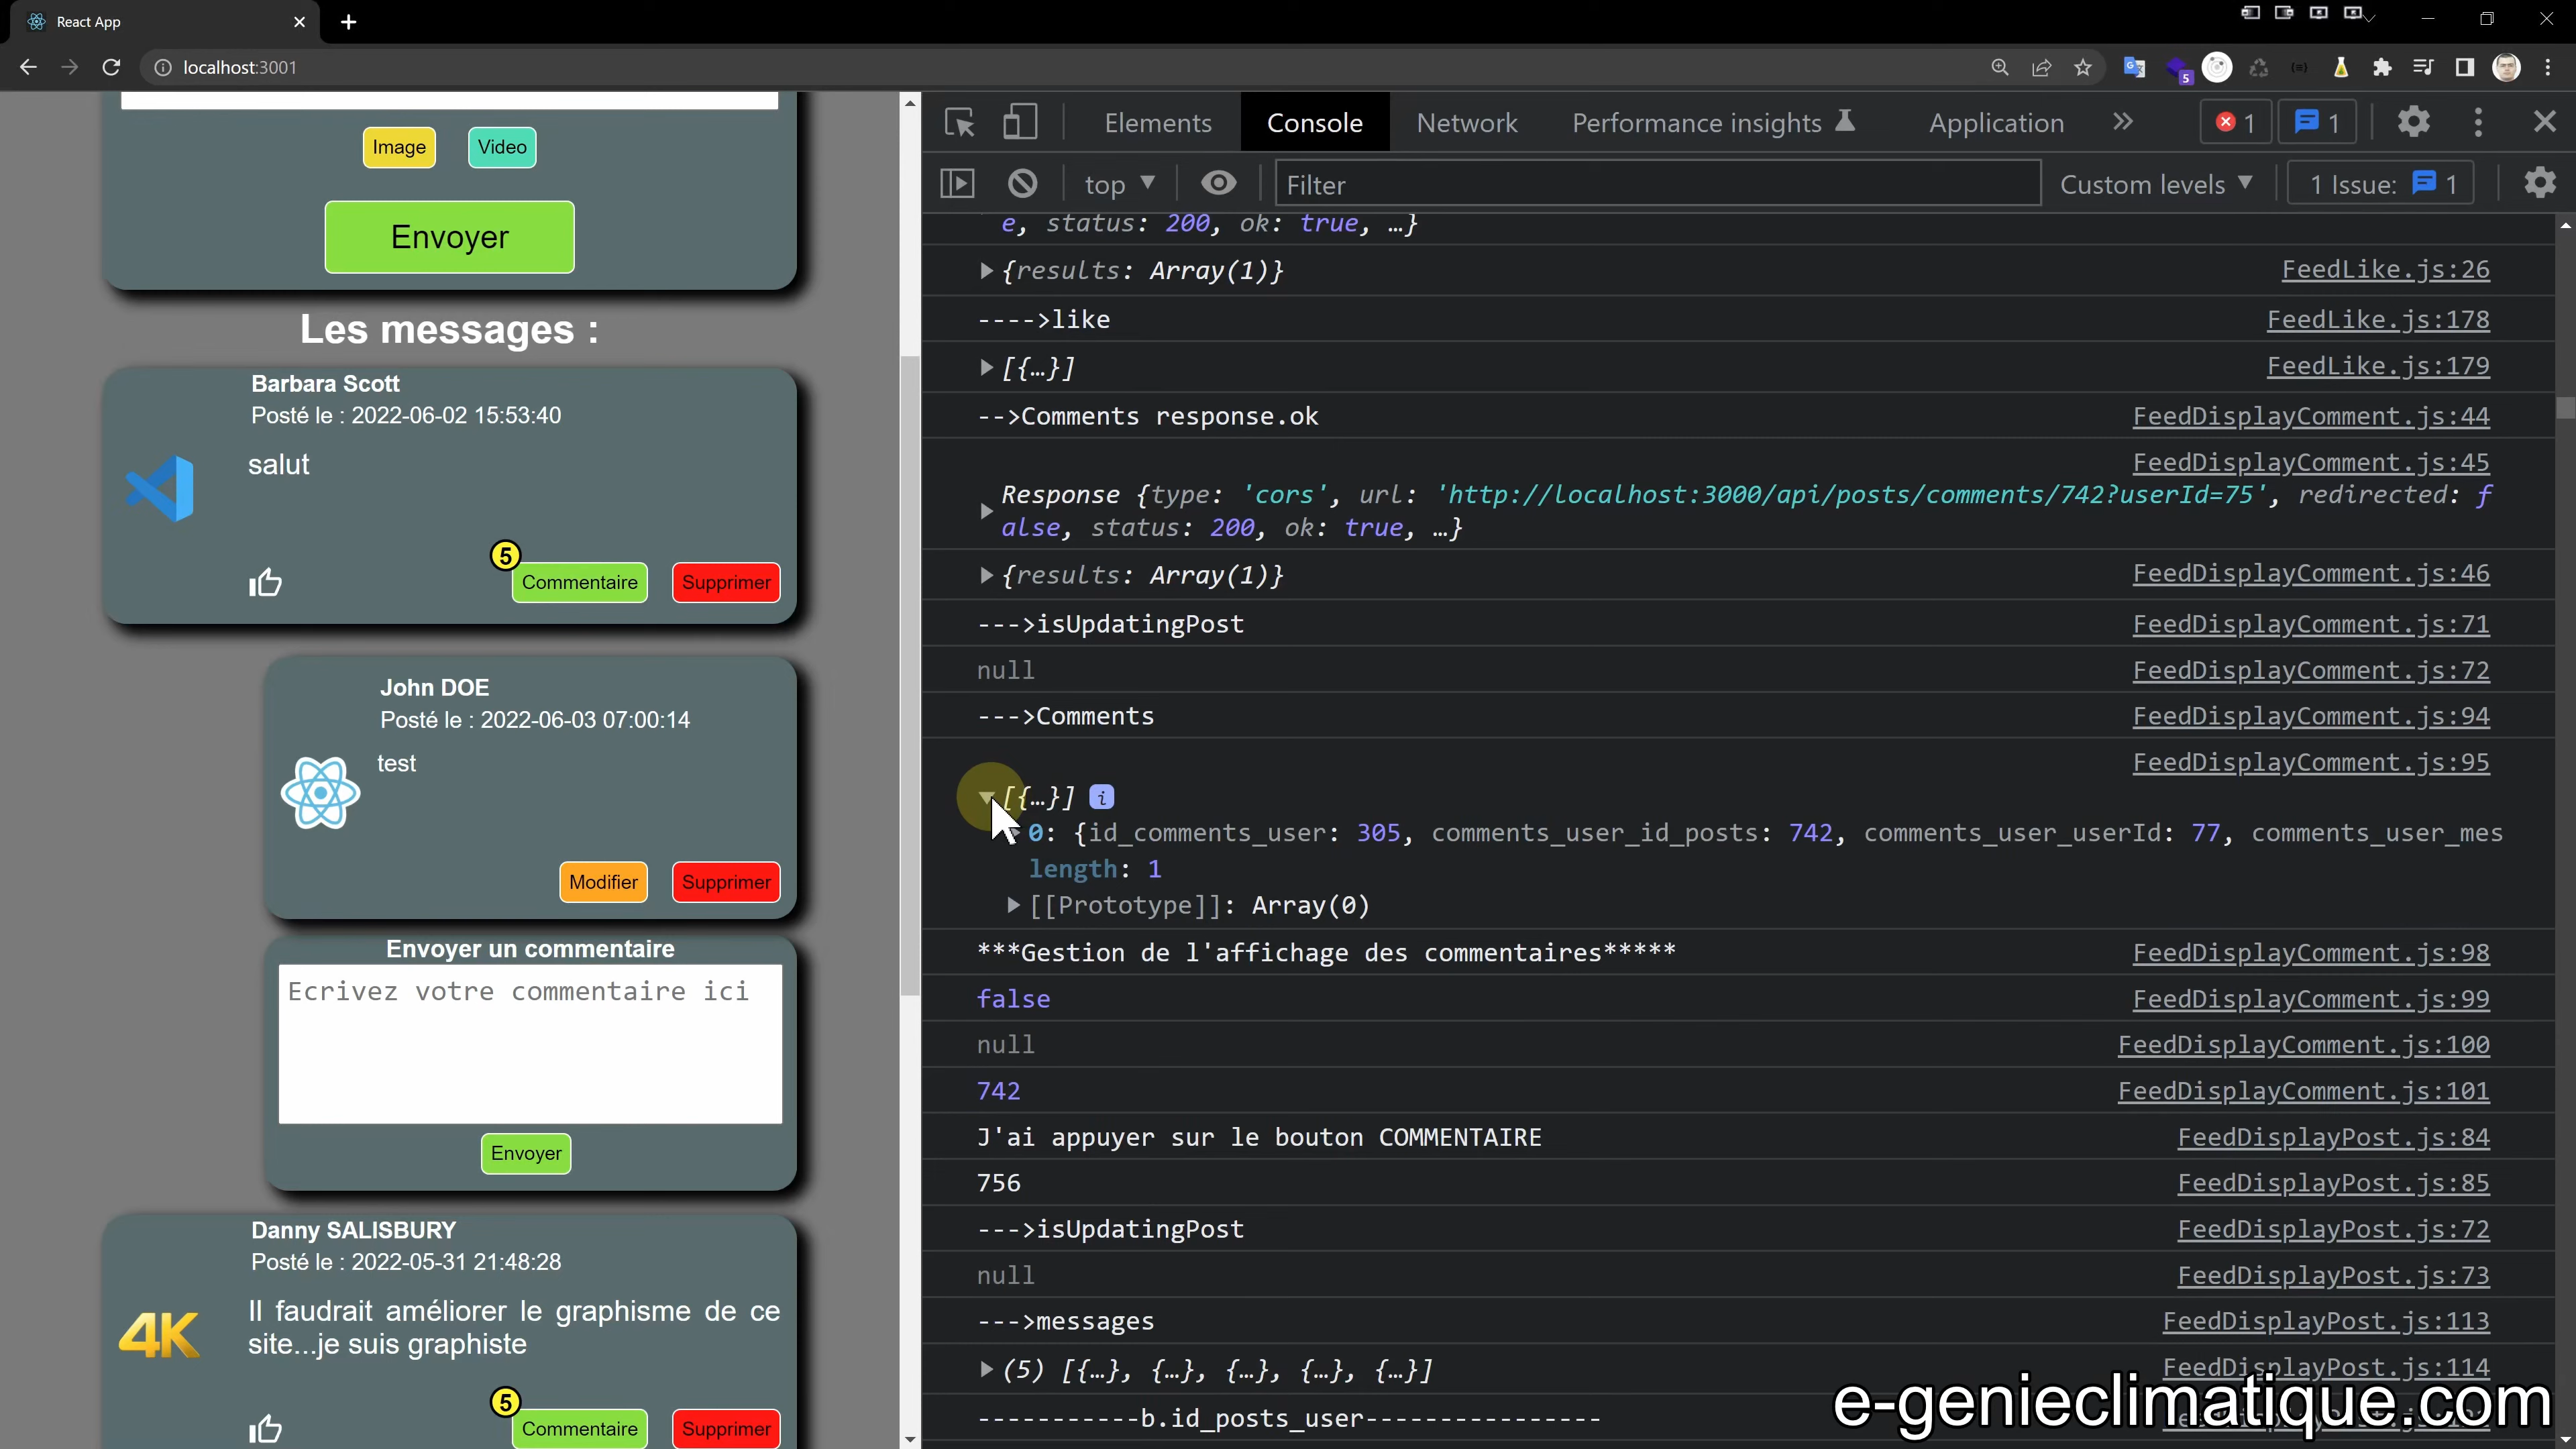 React App
localhost:3001
Image
Video
Envoyer
Les messages :
Barbara Scott
Posté le : 2022-06-02 15:53:40
salut
5
Commentaire
Supprimer
John DOE
Posté le : 2022-06-03 07:00:14
test
Modifier
Supprimer
Envoyer un commentaire
Ecrivez votre commentaire ici
Envoyer
Danny SALISBURY
Posté le : 2022-05-31 21:48:28
Il faudrait améliorer le graphisme de ce
site...je suis graphiste
4K
5
Commentaire
Supprimer
5
Elements
Console
Network
Performance insights
Application
1
1
top
Filter
Custom levels
1 Issue: 1
e, status: 200, ok: true, …}
{results: Array(1)} FeedLike.js:26
---->like FeedLike.js:178
[{…}] FeedLike.js:179
-->Comments response.ok FeedDisplayComment.js:44
FeedDisplayComment.js:45
Response {type: 'cors', url: 'http://localhost:3000/api/posts/comments/742?userId=75', redirected: f
alse, status: 200, ok: true, …}
{results: Array(1)} FeedDisplayComment.js:46
--->isUpdatingPost FeedDisplayComment.js:71
null FeedDisplayComment.js:72
--->Comments FeedDisplayComment.js:94
FeedDisplayComment.js:95
[{…}] i
0: {id_comments_user: 305, comments_user_id_posts: 742, comments_user_userId: 77, comments_user_mes
length: 1
[[Prototype]]: Array(0)
***Gestion de l'affichage des commentaires***** FeedDisplayComment.js:98
false FeedDisplayComment.js:99
null FeedDisplayComment.js:100
742 FeedDisplayComment.js:101
J'ai appuyer sur le bouton COMMENTAIRE FeedDisplayPost.js:84
756 FeedDisplayPost.js:85
--->isUpdatingPost FeedDisplayPost.js:72
null FeedDisplayPost.js:73
--->messages FeedDisplayPost.js:113
(5) [{…}, {…}, {…}, {…}, {…}] FeedDisplayPost.js:114
-----------b.id_posts_user----------------
e-genieclimatique.com